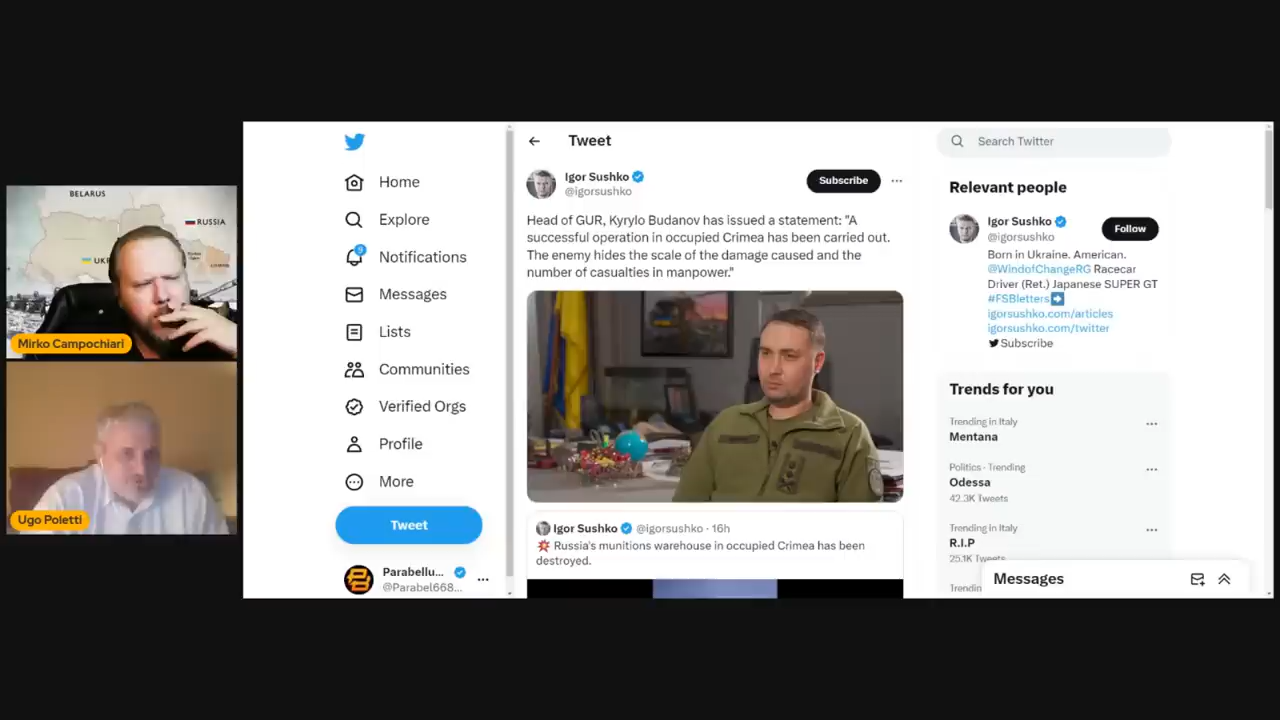 BELARUS
RUSSIA
UKR
Mirko Campochiari
Ugo Poletti
Home
Explore
9
Notifications
Messages
Lists
Communities
Verified Orgs
Profile
More
Tweet
Parabellu...
@Parabel668...
Tweet
Igor Sushko
@igorsushko
Subscribe
Head of GUR, Kyrylo Budanov has issued a statement: "A
successful operation in occupied Crimea has been carried out.
The enemy hides the scale of the damage caused and the
number of casualties in manpower."
Igor Sushko @igorsushko · 16h
💥 Russia's munitions warehouse in occupied Crimea has been
destroyed.
Search Twitter
Relevant people
Igor Sushko
@igorsushko
Follow
Born in Ukraine. American.
@WindofChangeRG Racecar
Driver (Ret.) Japanese SUPER GT
#FSBletters➡️
igorsushko.com/articles
igorsushko.com/twitter
Subscribe
Trends for you
Trending in Italy
Mentana
Politics · Trending
Odessa
42.3K Tweets
Trending in Italy
R.I.P
25.1K Tweets
Trendin
Messages